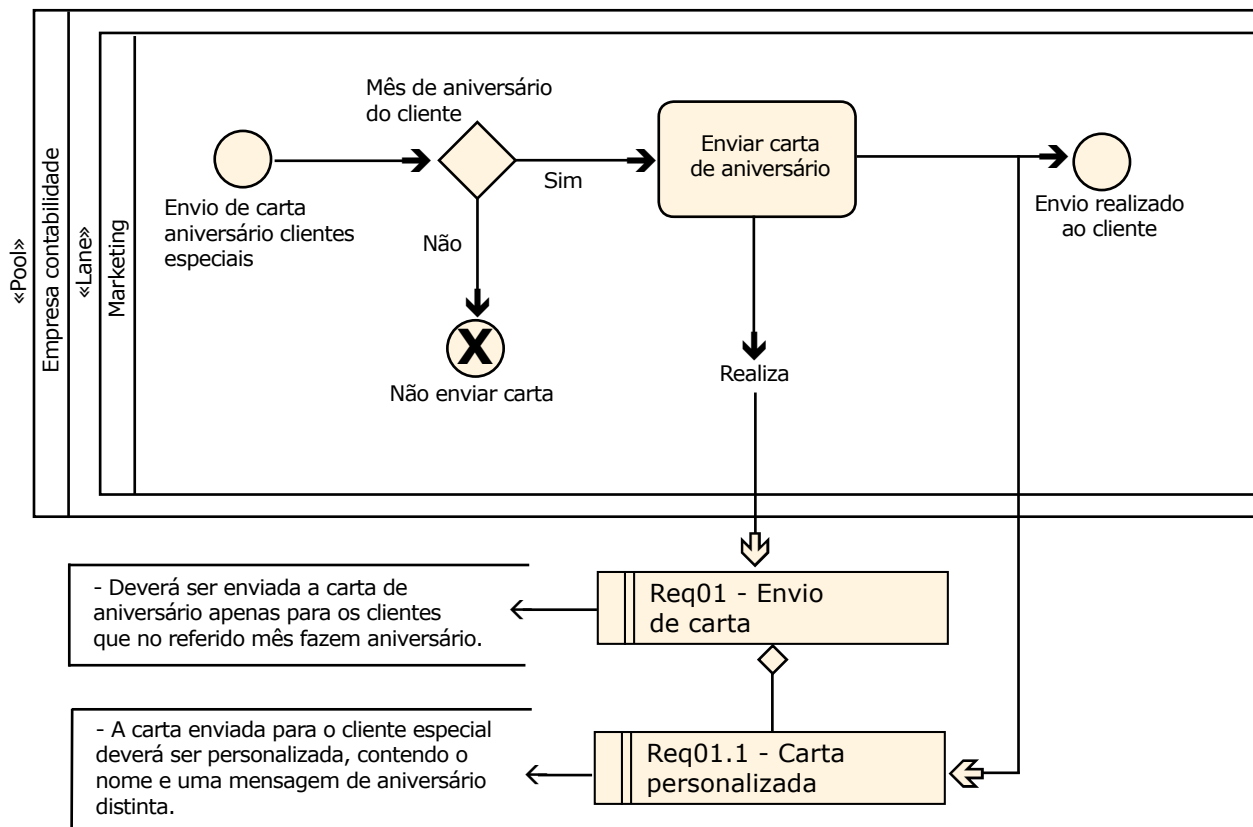 «Pool»
Empresa contabilidade
«Lane»
Marketing
Envio de carta
aniversário clientes
especiais
Mês de aniversário
do cliente
Sim
Não
X
Não enviar carta
Enviar carta
de aniversário
Realiza
Envio realizado
ao cliente
- Deverá ser enviada a carta de
aniversário apenas para os clientes
que no referido mês fazem aniversário.
Req01 - Envio
de carta
- A carta enviada para o cliente especial
deverá ser personalizada, contendo o
nome e uma mensagem de aniversário
distinta.
Req01.1 - Carta
personalizada